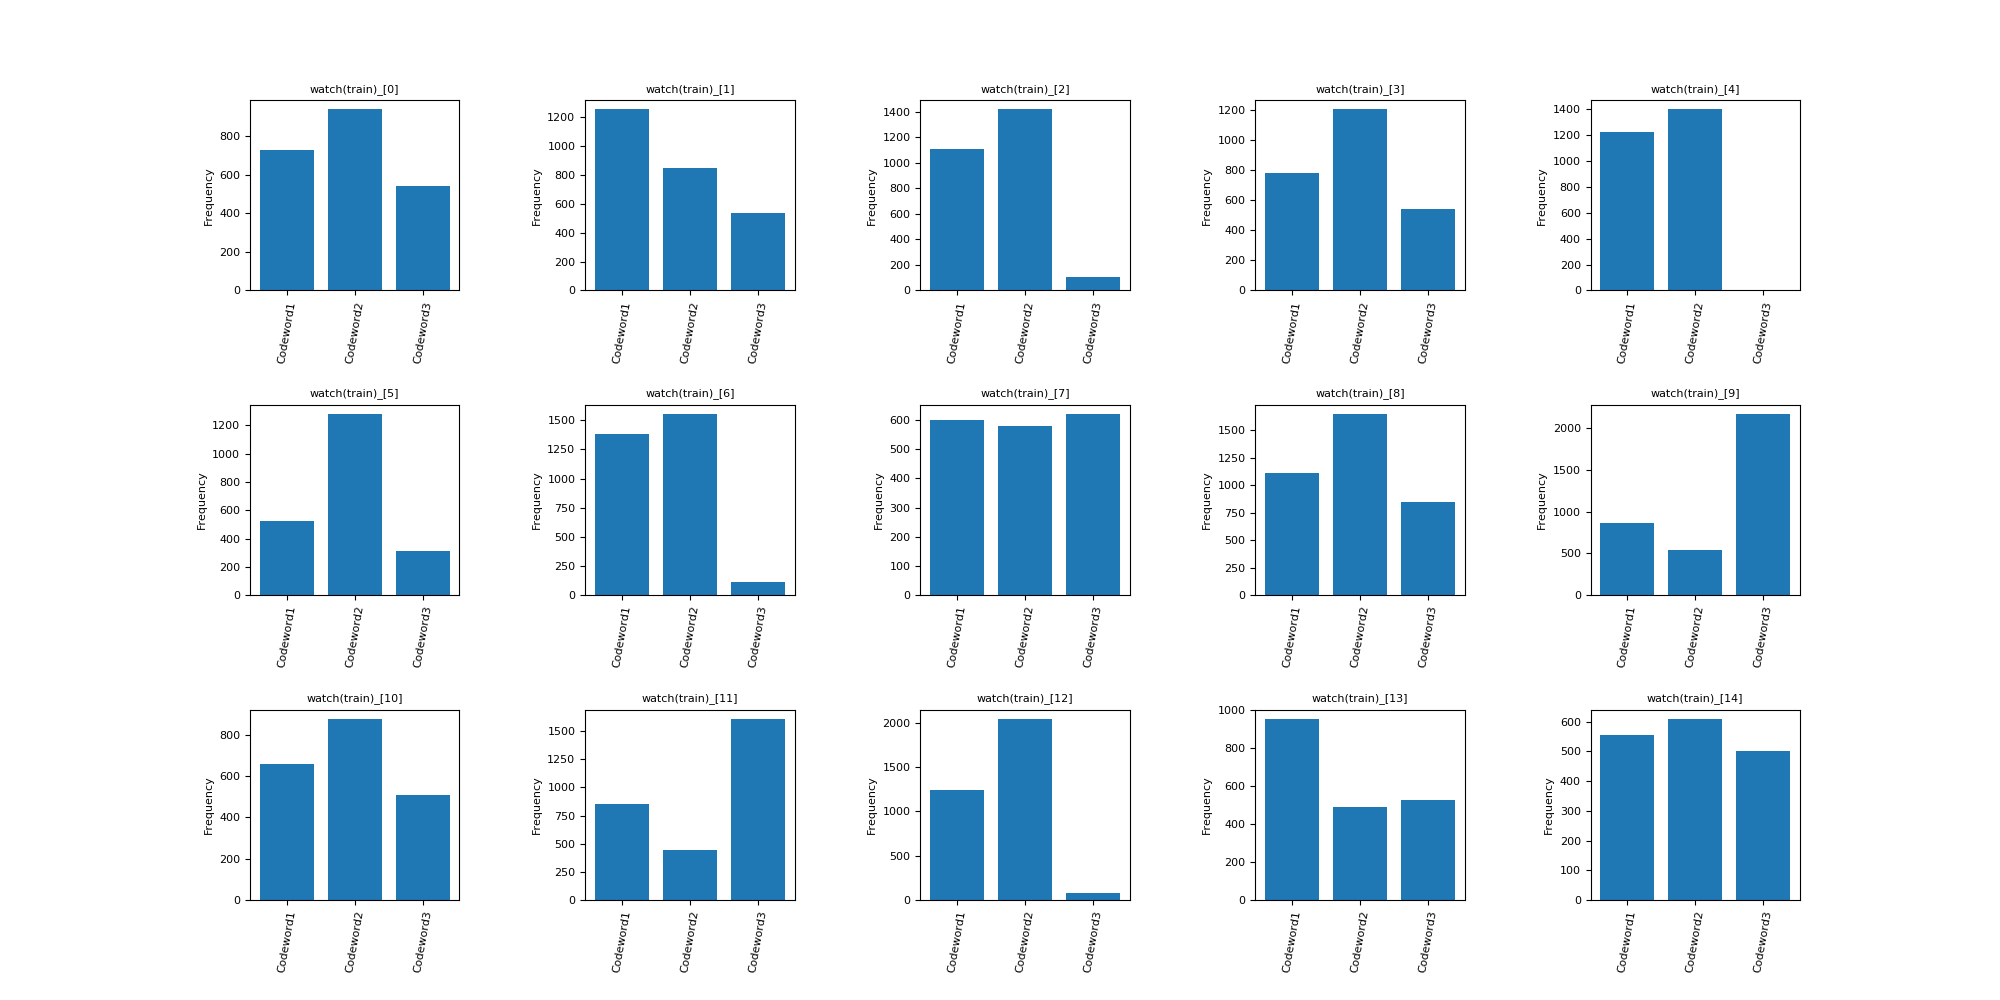 watch(train)_[0]
800
600
400
200
0
Frequency
Codeword1
Codeword2
Codeword3
watch(train)_[1]
1200
1000
800
600
400
200
0
Frequency
Codeword1
Codeword2
Codeword3
watch(train)_[2]
1400
1200
1000
800
600
400
200
0
Frequency
Codeword1
Codeword2
Codeword3
watch(train)_[3]
1200
1000
800
600
400
200
0
Frequency
Codeword1
Codeword2
Codeword3
watch(train)_[4]
1400
1200
1000
800
600
400
200
0
Frequency
Codeword1
Codeword2
Codeword3
watch(train)_[5]
1200
1000
800
600
400
200
0
Frequency
Codeword1
Codeword2
Codeword3
watch(train)_[6]
1500
1250
1000
750
500
250
0
Frequency
Codeword1
Codeword2
Codeword3
watch(train)_[7]
600
500
400
300
200
100
0
Frequency
Codeword1
Codeword2
Codeword3
watch(train)_[8]
1500
1250
1000
750
500
250
0
Frequency
Codeword1
Codeword2
Codeword3
watch(train)_[9]
2000
1500
1000
500
0
Frequency
Codeword1
Codeword2
Codeword3
watch(train)_[10]
800
600
400
200
0
Frequency
Codeword1
Codeword2
Codeword3
watch(train)_[11]
1500
1250
1000
750
500
250
0
Frequency
Codeword1
Codeword2
Codeword3
watch(train)_[12]
2000
1500
1000
500
0
Frequency
Codeword1
Codeword2
Codeword3
watch(train)_[13]
1000
800
600
400
200
0
Frequency
Codeword1
Codeword2
Codeword3
watch(train)_[14]
600
500
400
300
200
100
0
Frequency
Codeword1
Codeword2
Codeword3